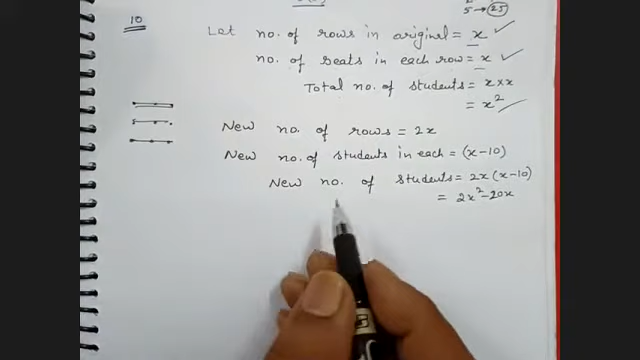 5 → 25
10
Let no. of rows in original = x
no. of seats in each row = x
Total no. of students = x × x
= x²
New no. of rows = 2x
New no. of students in each = (x-10)
New no. of students = 2x(x-10)
= 2x² - 20x